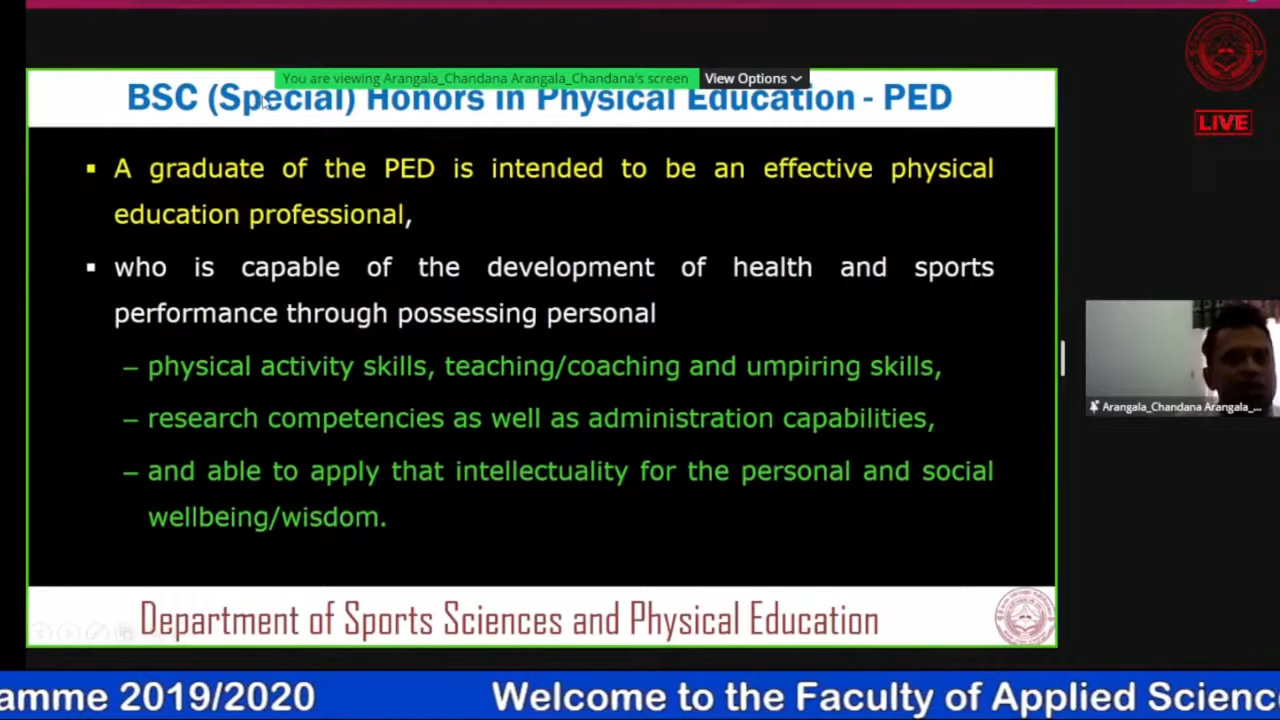 You are viewing Arangala_Chandana Arangala_Chandana's screen
View Options
BSC (Special) Honors in Physical Education - PED
LIVE
▪ A graduate of the PED is intended to be an effective physical
education professional,
▪ who is capable of the development of health and sports
performance through possessing personal
– physical activity skills, teaching/coaching and umpiring skills,
– research competencies as well as administration capabilities,
– and able to apply that intellectuality for the personal and social
wellbeing/wisdom.
Arangala_Chandana Arangala_...
Department of Sports Sciences and Physical Education
amme 2019/2020 Welcome to the Faculty of Applied Scienc